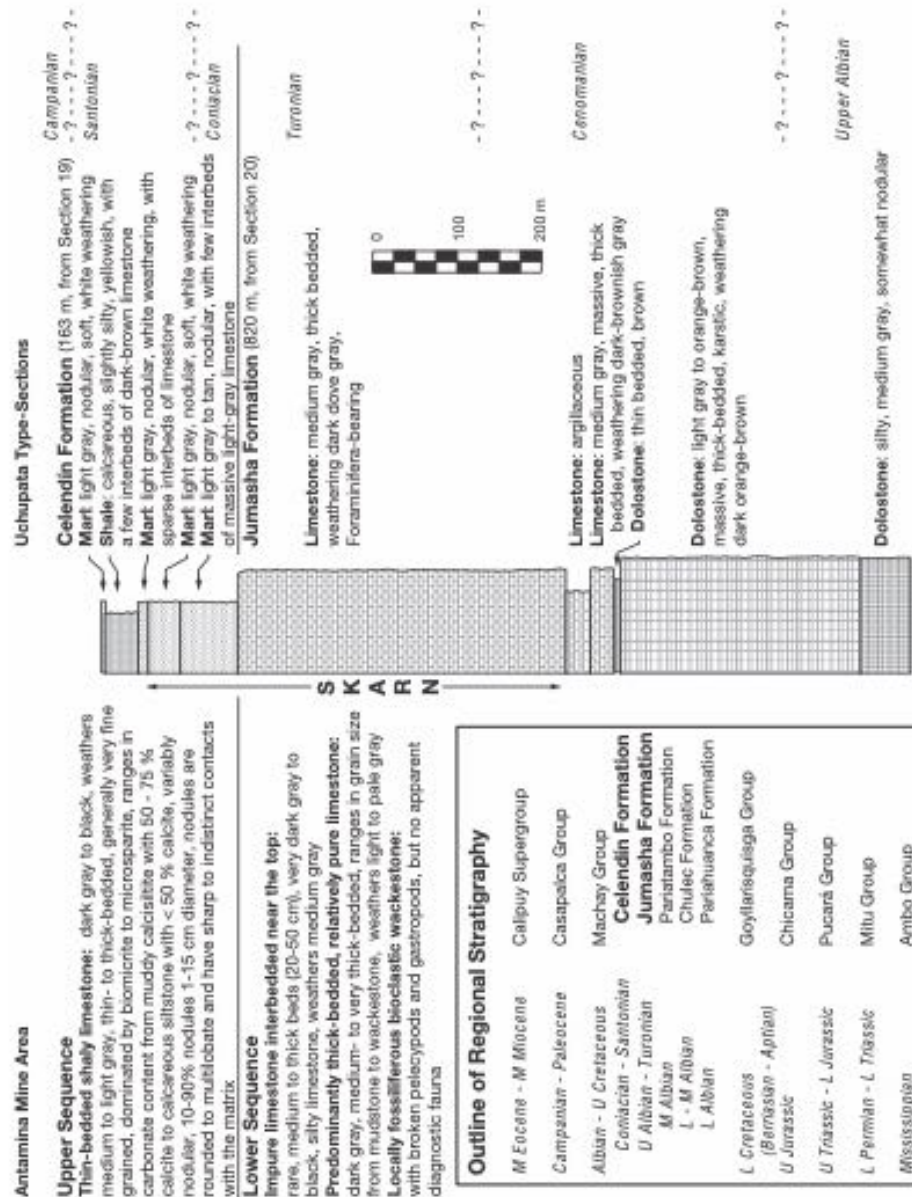 Antamina Mine Area
Upper Sequence
Thin-bedded shaly limestone: dark gray to black, weathers
medium to light gray, thin- to thick-bedded, generally very fine
grained, dominated by biomicrite to microsparite, ranges in
carbonate content from muddy calcisiltite with 50 - 75 %
calcite to calcareous siltstone with < 50 % calcite, variably
nodular, 10-90% nodules 1-15 cm diameter, nodules are
rounded to multilobate and have sharp to indistinct contacts
with the matrix
Lower Sequence
Impure limestone interbedded near the top:
rare, medium to thick beds (20-50 cm), very dark gray to
black, silty limestone, weathers medium gray
Predominantly thick-bedded, relatively pure limestone:
dark gray, medium- to very thick-bedded, ranges in grain size
from mudstone to wackestone, weathers light to pale gray
Locally fossiliferous bioclastic wackestone:
with broken pelecypods and gastropods, but no apparent
diagnostic fauna
SKARN
Uchupata Type-Sections
Celendín Formation (163 m, from Section 19)
Marl: light gray, nodular, soft, white weathering
Shale: calcareous, slightly silty, yellowish, with
a few interbeds of dark-brown limestone
Marl: light gray, nodular, white weathering, with
sparse interbeds of limestone
Marl: light gray, nodular, soft, white weathering
Marl: light gray to tan, nodular, with few interbeds
of massive light-gray limestone
Jumasha Formation (820 m, from Section 20)
Limestone: medium gray, thick bedded,
weathering dark dove gray,
Foraminifera-bearing
Limestone: argillaceous
Limestone: medium gray, massive, thick
bedded, weathering dark-brownish gray
Dolostone: thin bedded, brown
Dolostone: light gray to orange-brown,
massive, thick-bedded, karstic, weathering
dark orange-brown
Dolostone: silty, medium gray, somewhat nodular
Campanian
- ? - - - ? - - - ? -
Santonian
- ? - - - ? - - - ? -
Coniacian
Turonian
- ? - - - ? - - - ? -
Cenomanian
- ? - - - ? - - - ? -
Upper Albian
0
100
200 m
Outline of Regional Stratigraphy
M Eocene - M Miocene Calipuy Supergroup
Campanian - Paleocene Casapalca Group
Albian - U Cretaceous Machay Group
Coniacian - Santonian Celendín Formation
U Albian - Turonian Jumasha Formation
M Albian Pariatambo Formation
L - M Albian Chulec Formation
L Albian Pariahuanca Formation
L Cretaceous Goyllarisquisga Group
(Berriasian - Aptian)
U Jurassic Chicama Group
U Triassic - L Jurassic Pucará Group
L Permian - L Triassic Mitu Group
Mississippian Ambo Group